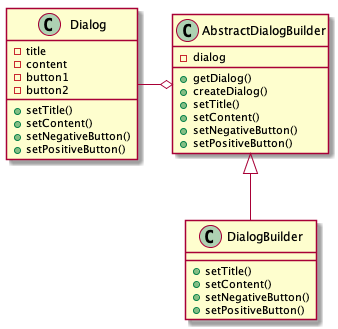 C Dialog
title
content
button1
button2
setTitle()
setContent()
setNegativeButton()
setPositiveButton()
C AbstractDialogBuilder
dialog
getDialog()
createDialog()
setTitle()
setContent()
setNegativeButton()
setPositiveButton()
C DialogBuilder
setTitle()
setContent()
setNegativeButton()
setPositiveButton()